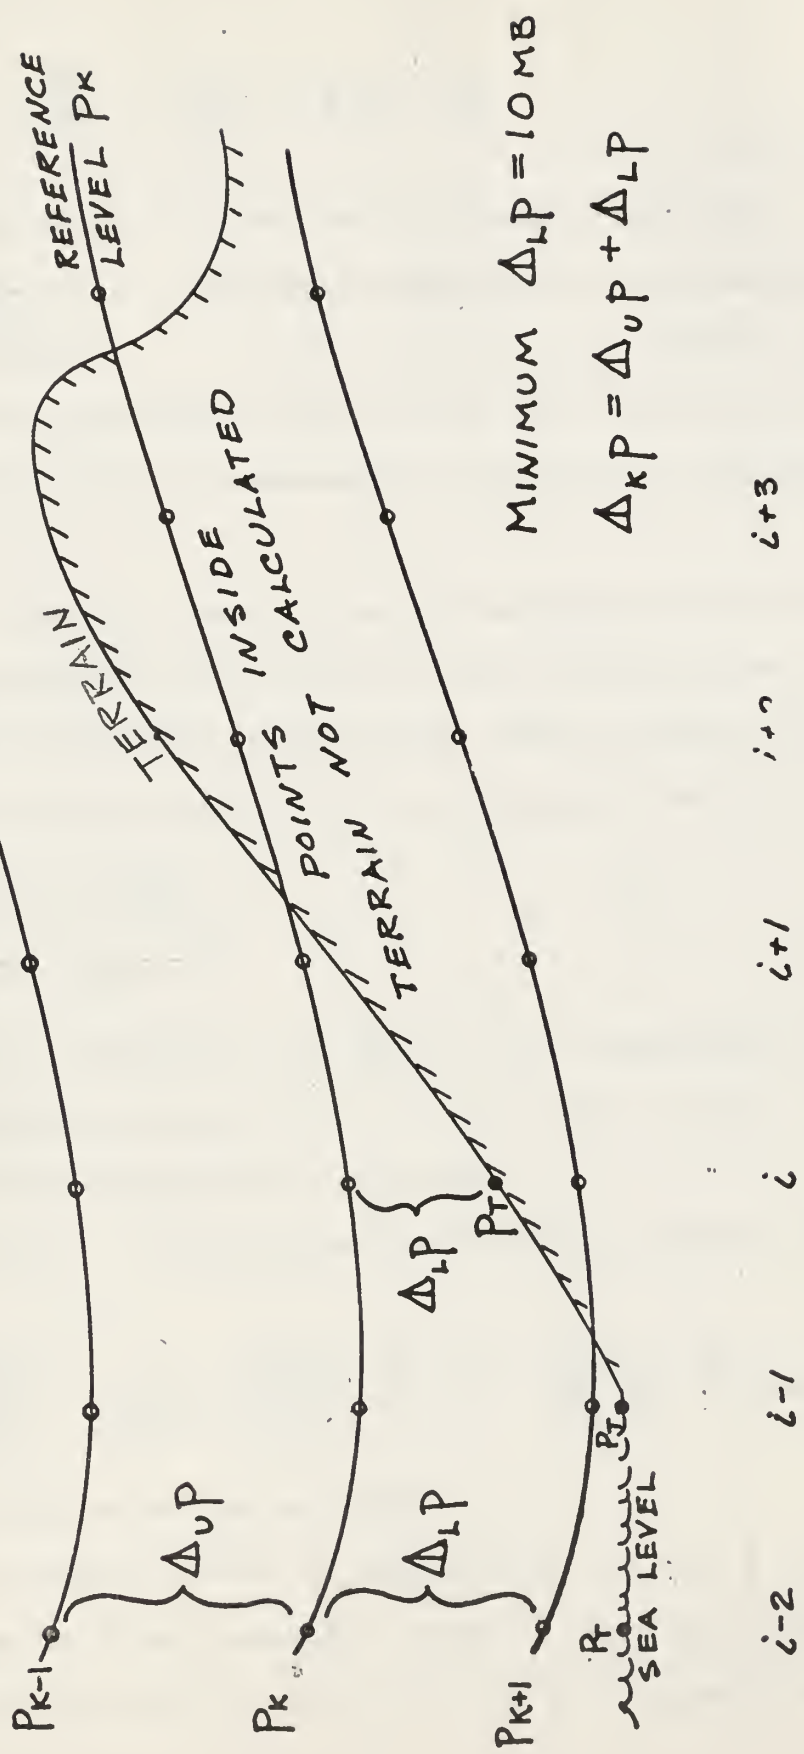 REFERENCE
LEVEL PK
TERRAIN
POINTS INSIDE
TERRAIN NOT CALCULATED
PK-1
ΔUP
PK
ΔLP
ΔLP
PT
PK+1
PT
PT
SEA LEVEL
MINIMUM ΔLP = 10 MB
ΔKP = ΔUP + ΔLP
i-2
i-1
i
i+1
i+3